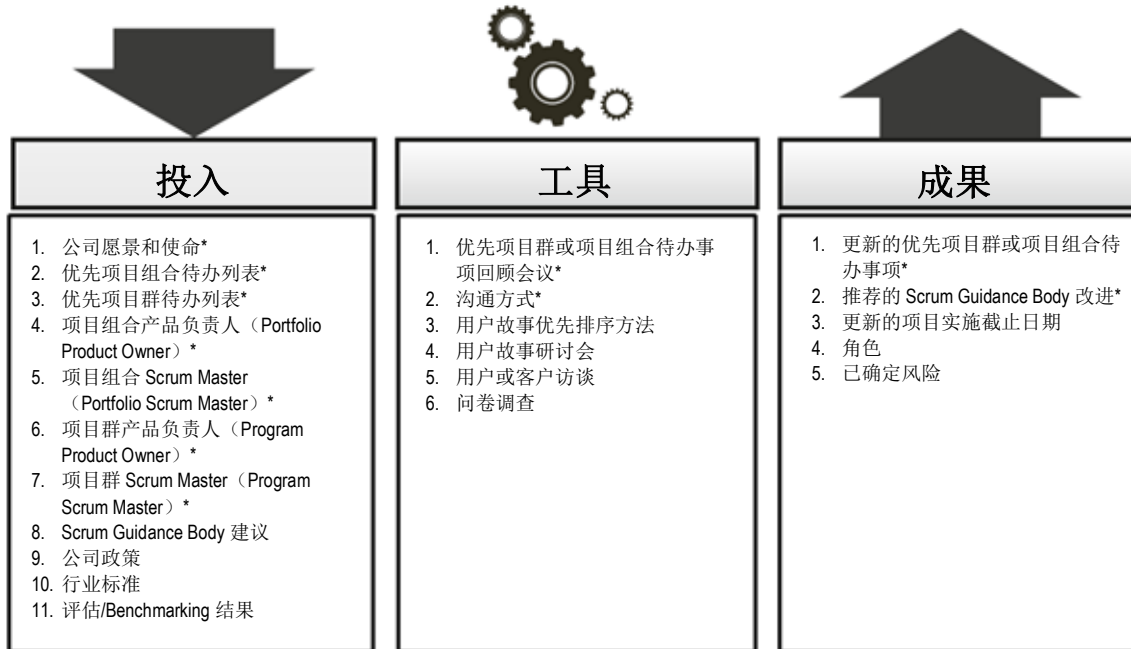 投入
1. 公司愿景和使命*
2. 优先项目组合待办列表*
3. 优先项目群待办列表*
4. 项目组合产品负责人（Portfolio
Product Owner）*
5. 项目组合 Scrum Master
（Portfolio Scrum Master）*
6. 项目群产品负责人（Program
Product Owner）*
7. 项目群 Scrum Master（Program
Scrum Master）*
8. Scrum Guidance Body 建议
9. 公司政策
10. 行业标准
11. 评估/Benchmarking 结果
工具
1. 优先项目群或项目组合待办事
项回顾会议*
2. 沟通方式*
3. 用户故事优先排序方法
4. 用户故事研讨会
5. 用户或客户访谈
6. 问卷调查
成果
1. 更新的优先项目群或项目组合待
办事项*
2. 推荐的 Scrum Guidance Body 改进*
3. 更新的项目实施截止日期
4. 角色
5. 已确定风险